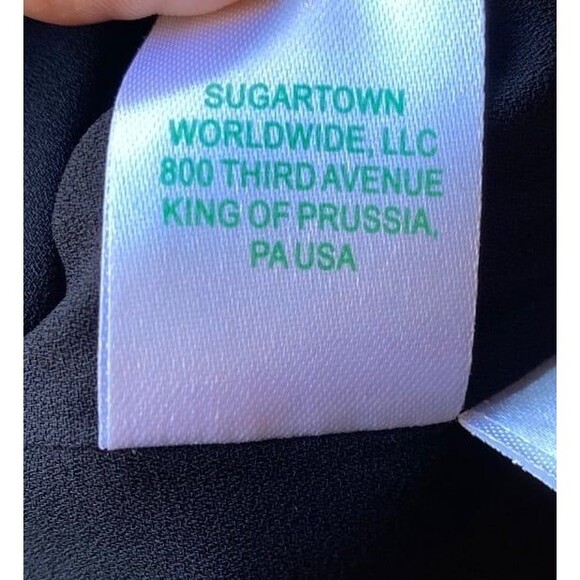 SUGARTOWN
WORLDWIDE, LLC
800 THIRD AVENUE
KING OF PRUSSIA,
PA USA